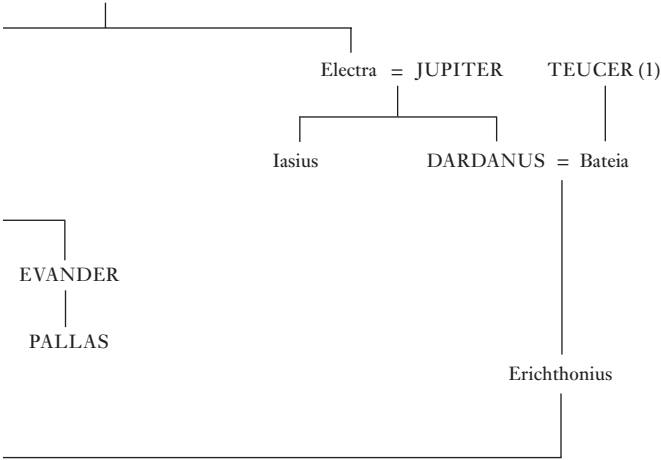 Electra = JUPITER TEUCER (1)
Iasius DARDANUS = Bateia
EVANDER
PALLAS
Erichthonius